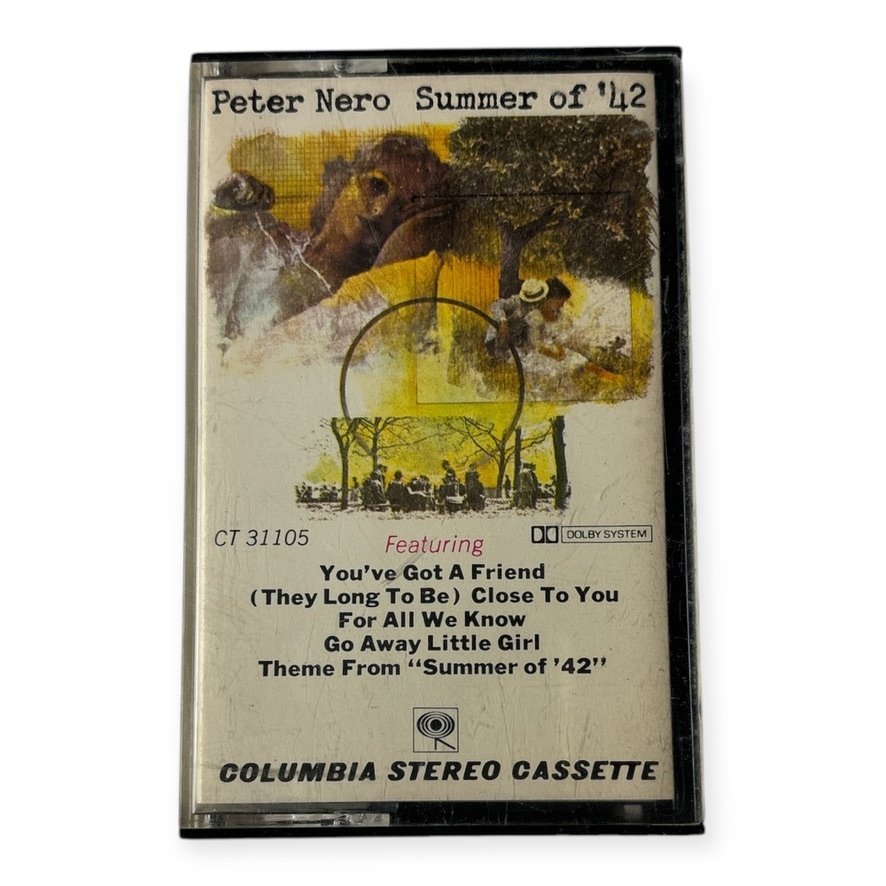 Peter Nero Summer of '42
CT 31105
Featuring
DOLBY SYSTEM
You've Got A Friend
(They Long To Be) Close To You
For All We Know
Go Away Little Girl
Theme From "Summer of '42"
COLUMBIA STEREO CASSETTE